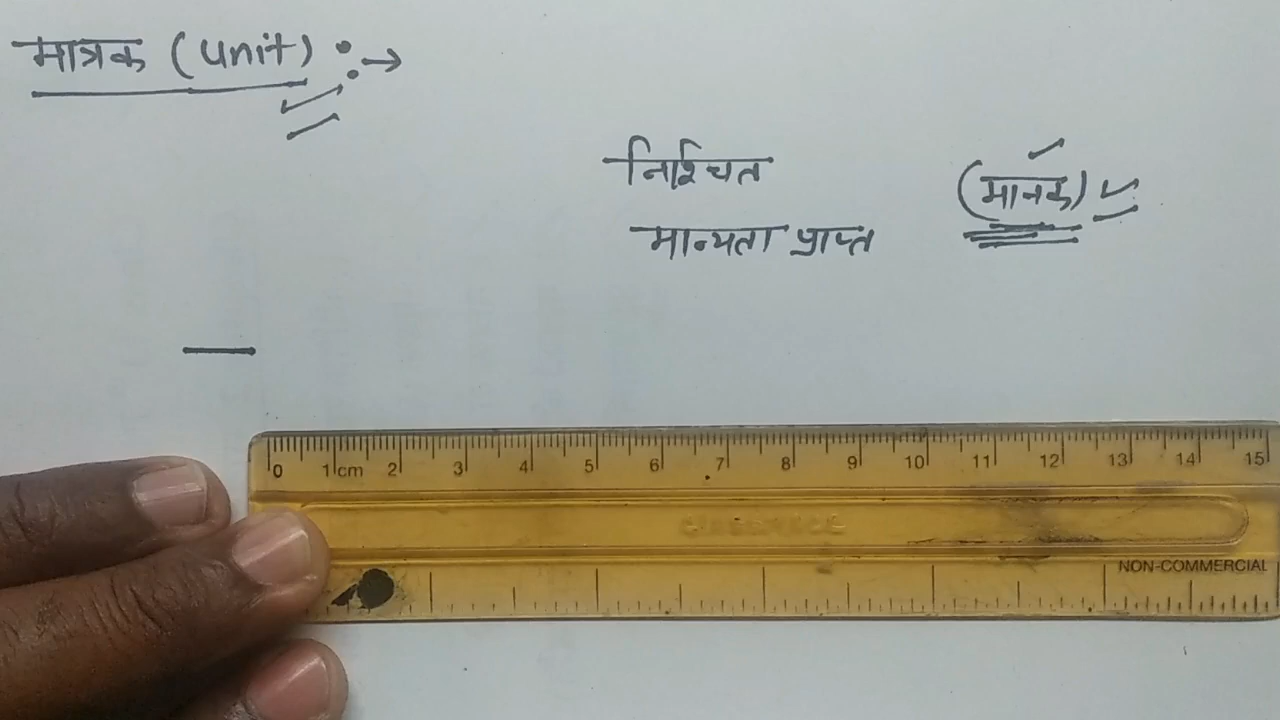 मात्रक (unit) :→
निश्चित
(मानक)
मान्यता प्राप्त
0 1 cm 2 3 4 5 6 7 8 9 10 11 12 13 14 15
NON-COMMERCIAL